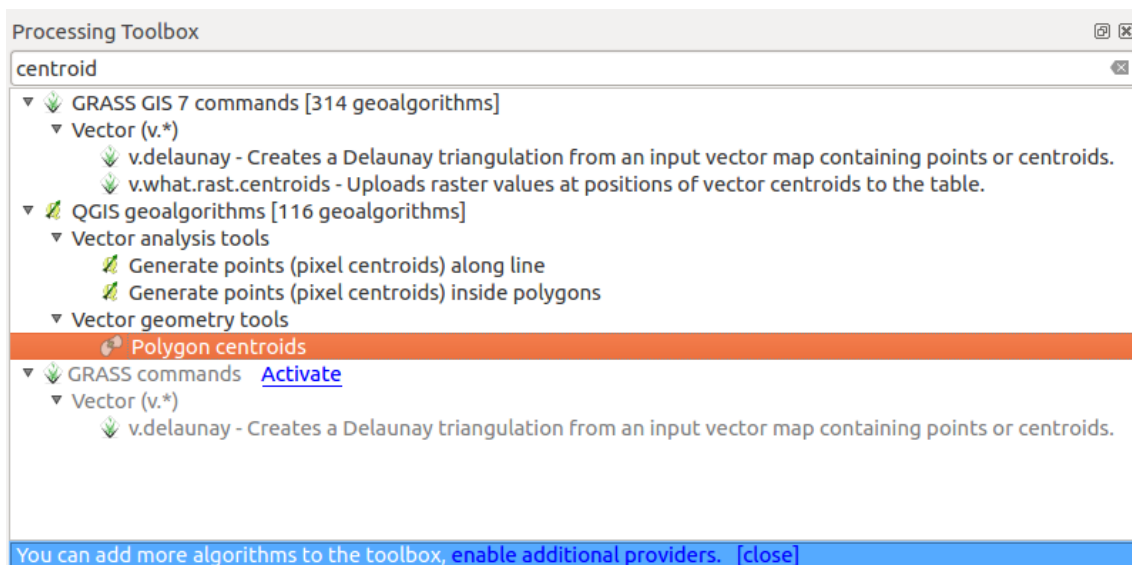 Processing Toolbox
centroid
GRASS GIS 7 commands [314 geoalgorithms]
Vector (v.*)
v.delaunay - Creates a Delaunay triangulation from an input vector map containing points or centroids.
v.what.rast.centroids - Uploads raster values at positions of vector centroids to the table.
QGIS geoalgorithms [116 geoalgorithms]
Vector analysis tools
Generate points (pixel centroids) along line
Generate points (pixel centroids) inside polygons
Vector geometry tools
Polygon centroids
GRASS commands Activate
Vector (v.*)
v.delaunay - Creates a Delaunay triangulation from an input vector map containing points or centroids.
You can add more algorithms to the toolbox, enable additional providers. [close]